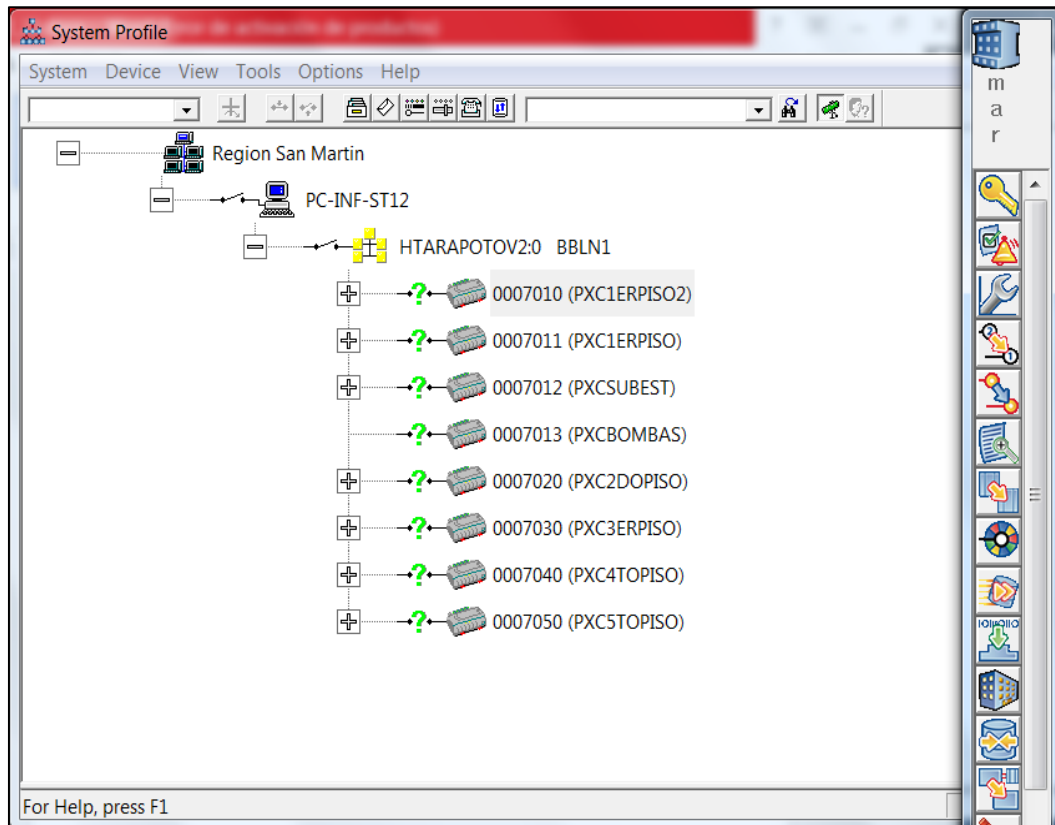 System Profile
System Device View Tools Options Help
Region San Martin
PC-INF-ST12
HTARAPOTOV2:0 BBLN1
0007010 (PXC1ERPISO2)
0007011 (PXC1ERPISO)
0007012 (PXCSUBEST)
0007013 (PXCBOMBAS)
0007020 (PXC2DOPISO)
0007030 (PXC3ERPISO)
0007040 (PXC4TOPISO)
0007050 (PXC5TOPISO)
For Help, press F1
m
a
r